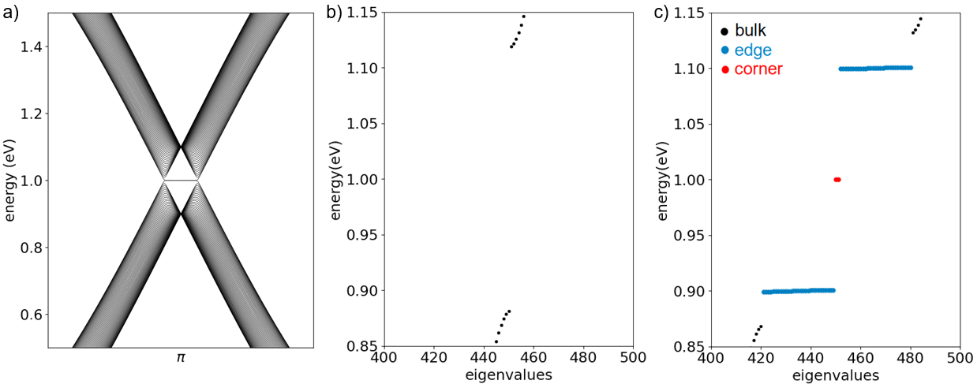 a)
energy (eV)
1.4
1.2
1.0
0.8
0.6
π
b)
energy(eV)
1.15
1.10
1.05
1.00
0.95
0.90
0.85
400 420 440 460 480 500
eigenvalues
c)
energy(eV)
1.15
1.10
1.05
1.00
0.95
0.90
0.85
bulk
edge
corner
400 420 440 460 480 500
eigenvalues